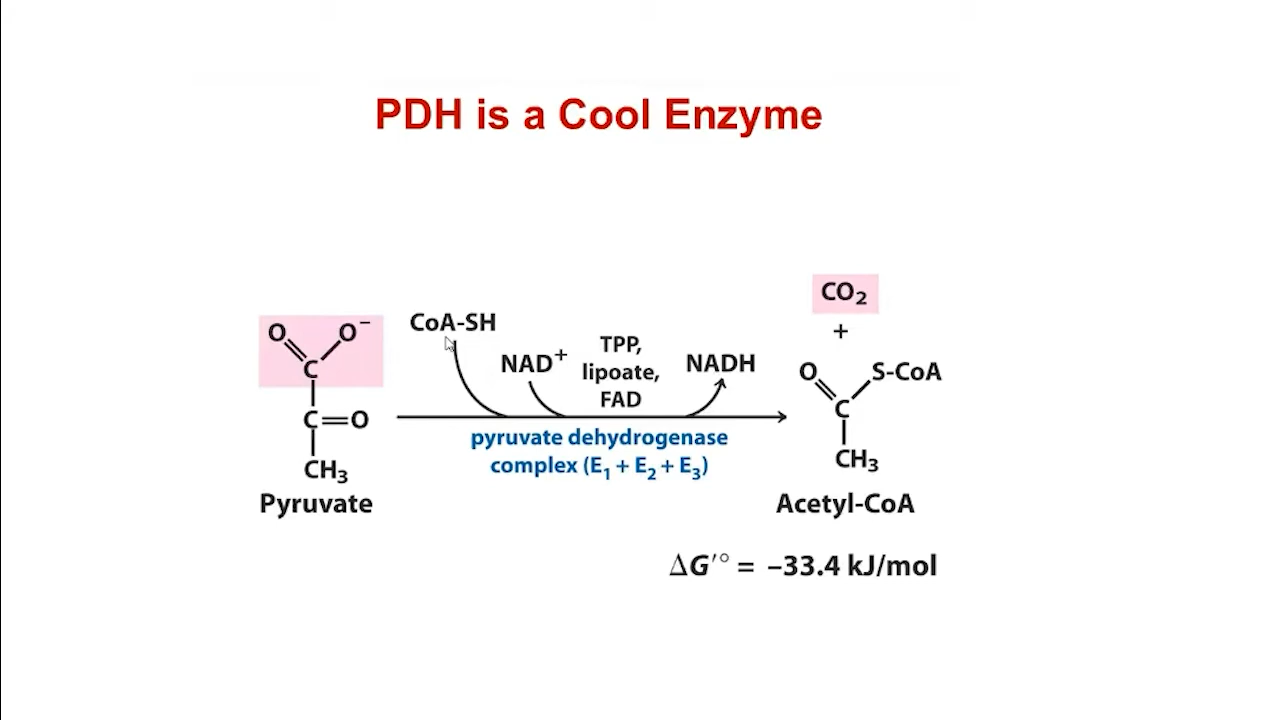 PDH is a Cool Enzyme
O O⁻
C
C=O
CH₃
Pyruvate
CoA-SH
NAD⁺
TPP,
lipoate,
FAD
NADH
pyruvate dehydrogenase
complex (E₁ + E₂ + E₃)
CO₂
+
O S-CoA
C
CH₃
Acetyl-CoA
ΔG′° = –33.4 kJ/mol